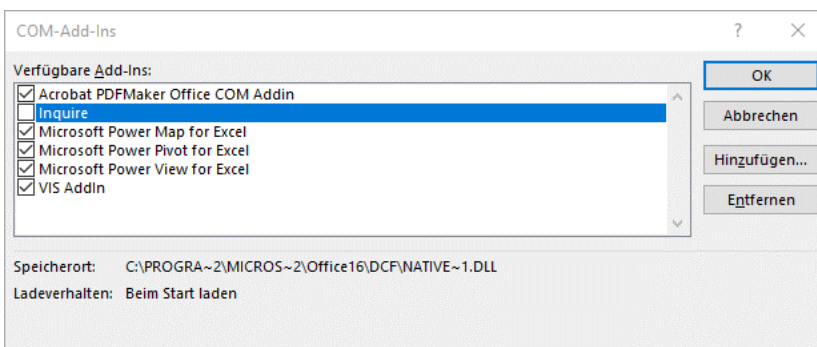 COM-Add-Ins
?
Verfügbare Add-Ins:
Acrobat PDFMaker Office COM Addin
Inquire
Microsoft Power Map for Excel
Microsoft Power Pivot for Excel
Microsoft Power View for Excel
VIS AddIn
OK
Abbrechen
Hinzufügen...
Entfernen
Speicherort: C:\PROGRA~2\MICROS~2\Office16\DCF\NATIVE~1.DLL
Ladeverhalten: Beim Start laden